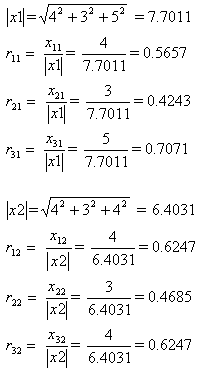 |x1|=√4²+3²+5² = 7.7011
r₁₁ = x₁₁/|x1| = 4/7.7011 = 0.5657
r₂₁ = x₂₁/|x1| = 3/7.7011 = 0.4243
r₃₁ = x₃₁/|x1| = 5/7.7011 = 0.7071
|x2|=√4²+3²+4² = 6.4031
r₁₂ = x₁₂/|x2| = 4/6.4031 = 0.6247
r₂₂ = x₂₂/|x2| = 3/6.4031 = 0.4685
r₃₂ = x₃₂/|x2| = 4/6.4031 = 0.6247